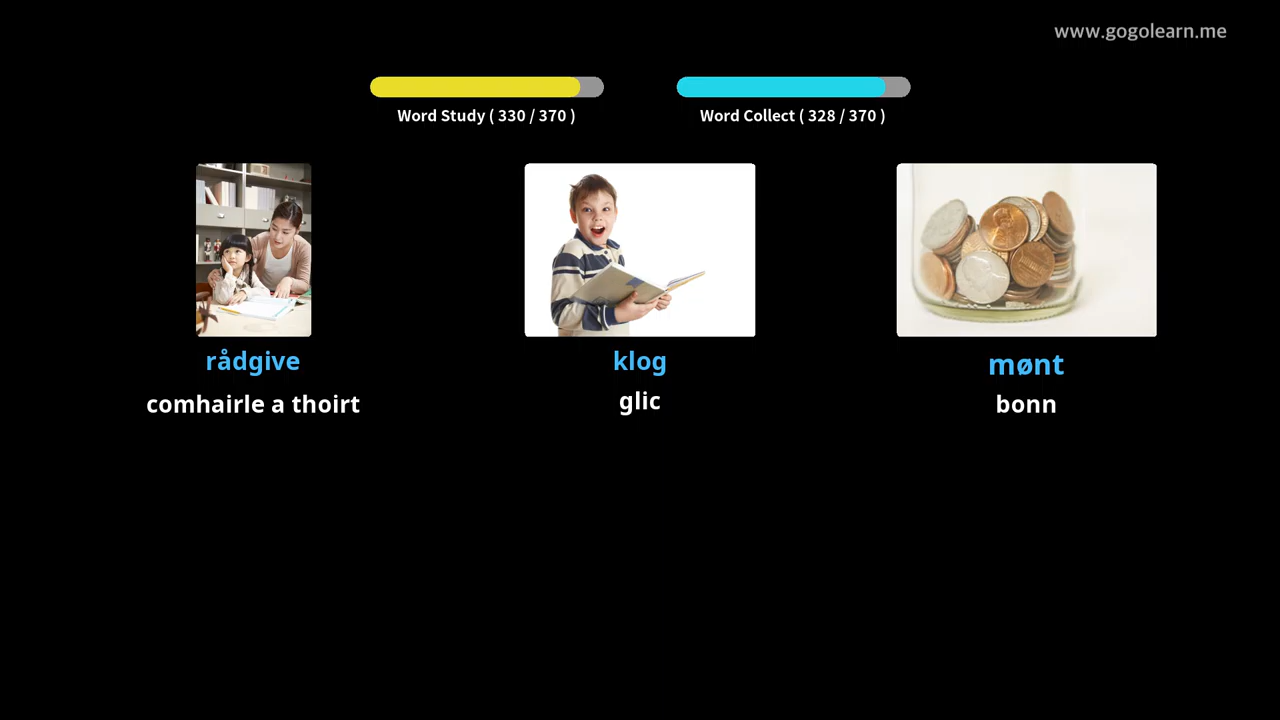 www.gogolearn.me
Word Study ( 330 / 370 )
Word Collect ( 328 / 370 )
rådgive
klog
mønt
comhairle a thoirt
glic
bonn